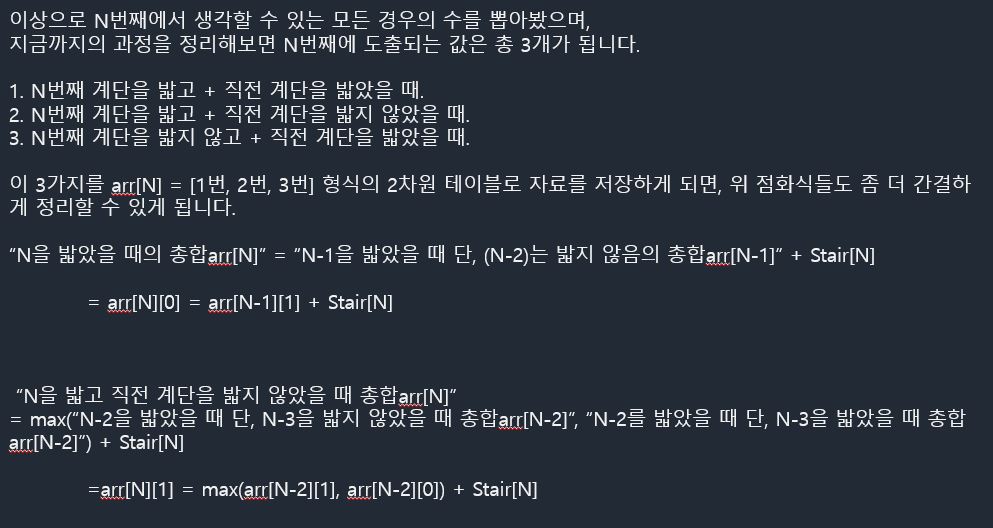 이상으로 N번째에서 생각할 수 있는 모든 경우의 수를 뽑아봤으며,
지금까지의 과정을 정리해보면 N번째에 도출되는 값은 총 3개가 됩니다.
1. N번째 계단을 밟고 + 직전 계단을 밟았을 때.
2. N번째 계단을 밟고 + 직전 계단을 밟지 않았을 때.
3. N번째 계단을 밟지 않고 + 직전 계단을 밟았을 때.
이 3가지를 arr[N] = [1번, 2번, 3번] 형식의 2차원 테이블로 자료를 저장하게 되면, 위 점화식들도 좀 더 간결하
게 정리할 수 있게 됩니다.
“N을 밟았을 때의 총합arr[N]” = ”N-1을 밟았을 때 단, (N-2)는 밟지 않음의 총합arr[N-1]” + Stair[N]
= arr[N][0] = arr[N-1][1] + Stair[N]
“N을 밟고 직전 계단을 밟지 않았을 때 총합arr[N]”
= max(“N-2을 밟았을 때 단, N-3을 밟지 않았을 때 총합arr[N-2]”, ”N-2를 밟았을 때 단, N-3을 밟았을 때 총합
arr[N-2]”) + Stair[N]
=arr[N][1] = max(arr[N-2][1], arr[N-2][0]) + Stair[N]